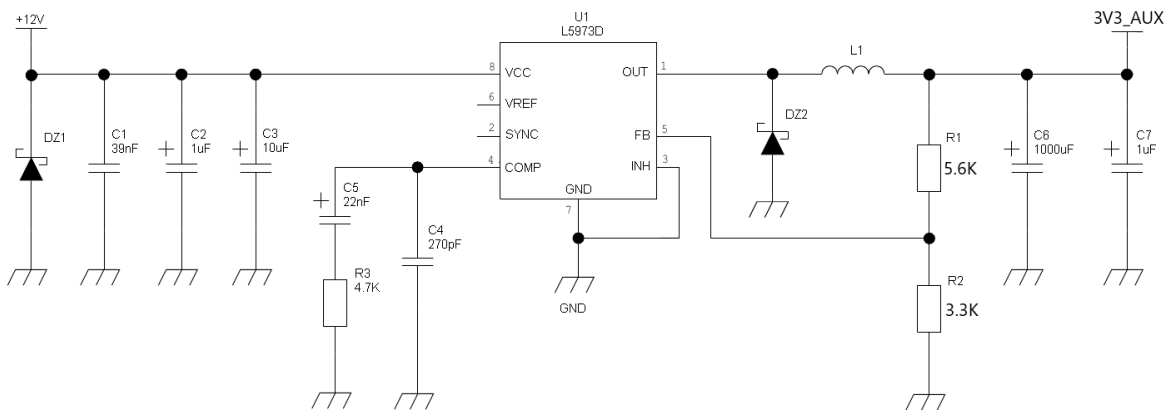 +12V
3V3_AUX
U1
L5973D
L1
8
VCC
OUT
1
6
VREF
DZ1
C1
39nF
C2
1uF
C3
10uF
DZ2
2
SYNC
FB
5
R1
5.6K
C6
1000uF
C7
1uF
4
COMP
INH
3
GND
7
C5
22nF
C4
270pF
R3
4.7K
GND
R2
3.3K